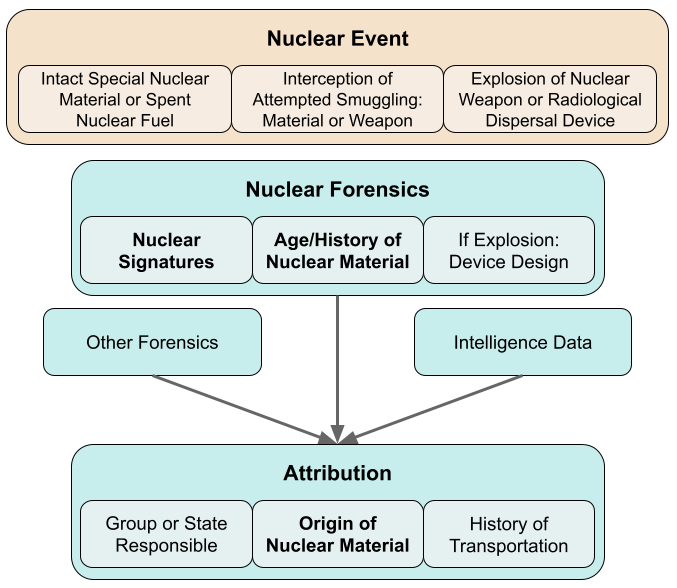 Nuclear Event
Intact Special Nuclear
Material or Spent
Nuclear Fuel
Interception of
Attempted Smuggling:
Material or Weapon
Explosion of Nuclear
Weapon or Radiological
Dispersal Device
Nuclear Forensics
Nuclear
Signatures
Age/History of
Nuclear Material
If Explosion:
Device Design
Other Forensics
Intelligence Data
Attribution
Group or State
Responsible
Origin of
Nuclear Material
History of
Transportation